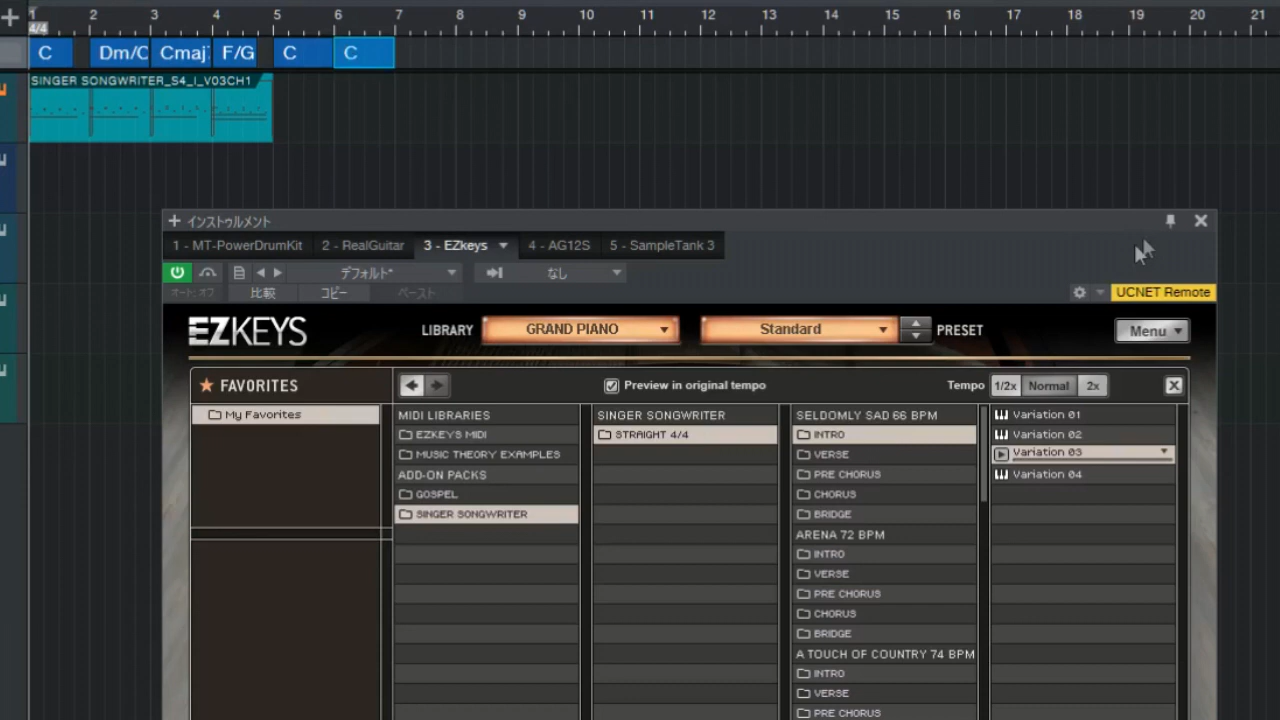 1 2 3 4 5 6 7 8 9 10 11 12 13 14 15 16 17 18 19 20 21
4/4
C Dm/C Cmaj7 F/G C C
SINGER SONGWRITER_S4_I_V03CH1
インストゥルメント
1 - MT-PowerDrumKit 2 - RealGuitar 3 - EZkeys 4 - AG12S 5 - SampleTank 3
デフォルト* なし
オート: オフ 比較 コピー ペースト UCNET Remote
EZKEYS LIBRARY GRAND PIANO Standard PRESET Menu
FAVORITES Preview in original tempo Tempo 1/2x Normal 2x
My Favorites MIDI LIBRARIES SINGER SONGWRITER SELDOMLY SAD 66 BPM Variation 01
EZKEYS MIDI STRAIGHT 4/4 INTRO Variation 02
MUSIC THEORY EXAMPLES VERSE Variation 03
ADD-ON PACKS PRE CHORUS Variation 04
GOSPEL CHORUS
SINGER SONGWRITER BRIDGE
ARENA 72 BPM
INTRO
VERSE
PRE CHORUS
CHORUS
BRIDGE
A TOUCH OF COUNTRY 74 BPM
INTRO
VERSE
PRE CHORUS